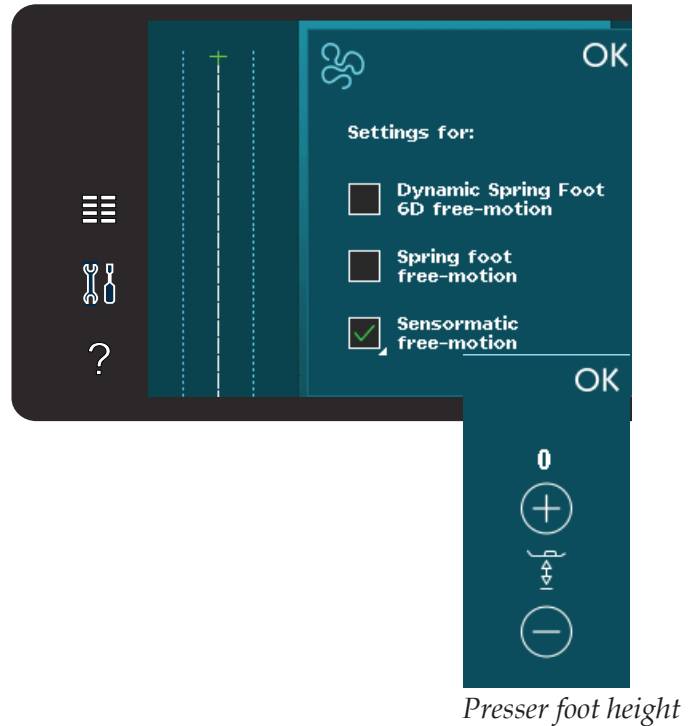 OK
Settings for:
Dynamic Spring Foot
6D free-motion
Spring foot
free-motion
Sensormatic
free-motion
?
OK
0
Presser foot height